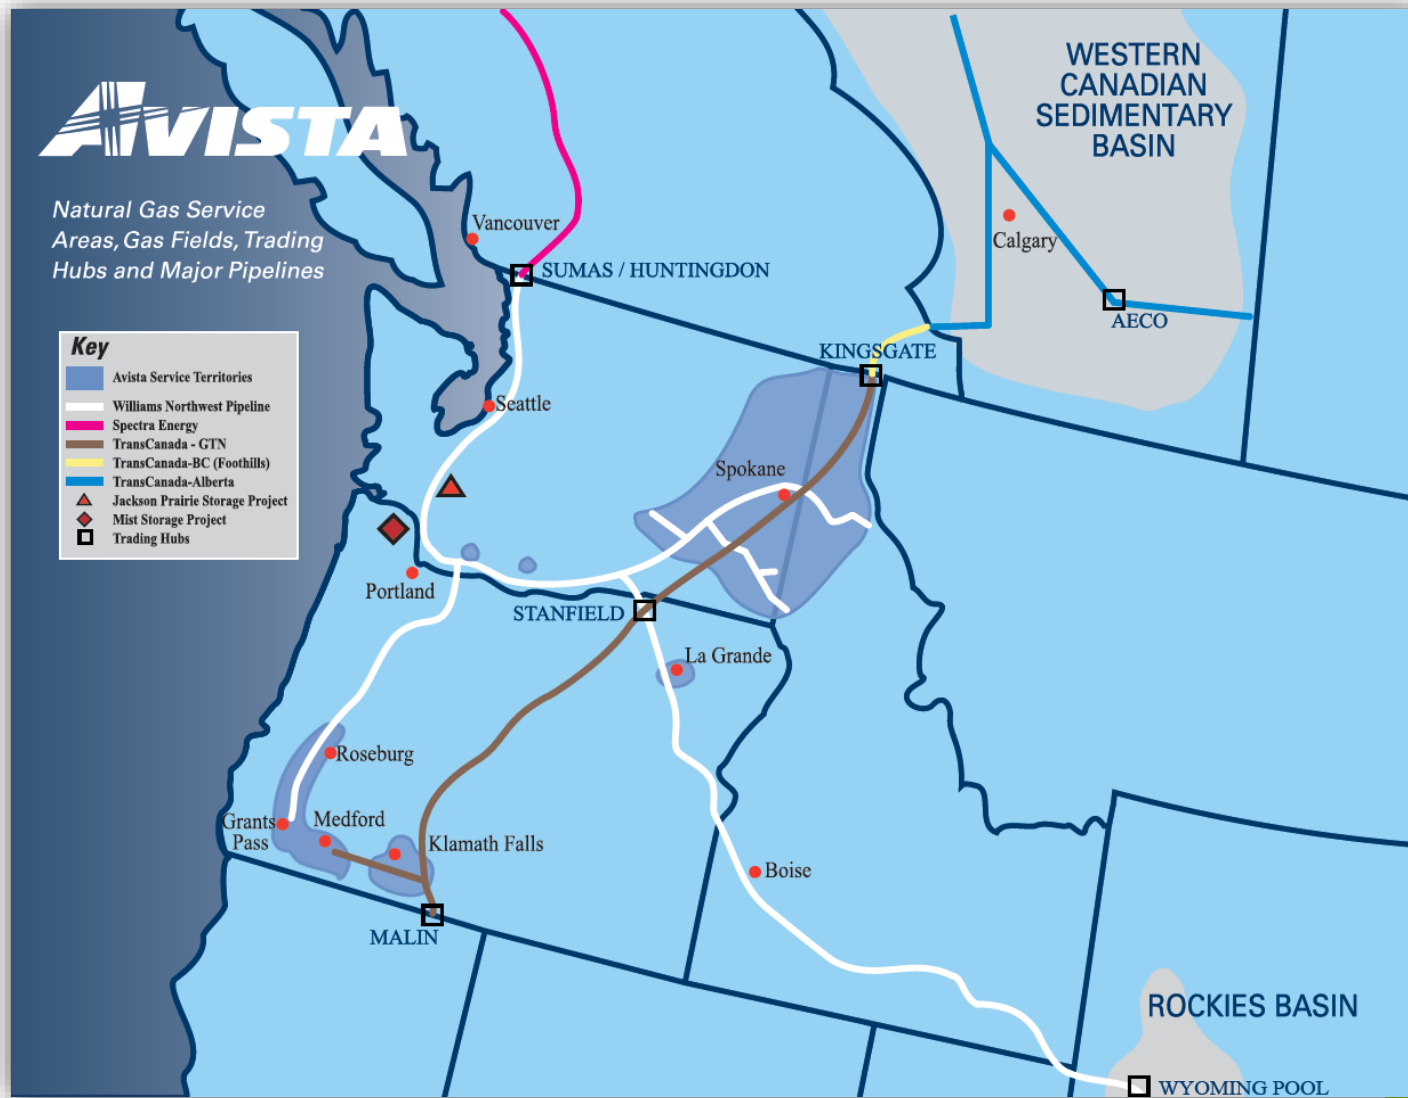 AVISTA
Natural Gas Service
Areas, Gas Fields, Trading
Hubs and Major Pipelines
Key
Avista Service Territories
Williams Northwest Pipeline
Spectra Energy
TransCanada - GTN
TransCanada-BC (Foothills)
TransCanada-Alberta
Jackson Prairie Storage Project
Mist Storage Project
Trading Hubs
WESTERN
CANADIAN
SEDIMENTARY
BASIN
Vancouver
Calgary
SUMAS / HUNTINGDON
AECO
KINGSGATE
Seattle
Spokane
Portland
STANFIELD
La Grande
Roseburg
Grants
Pass
Medford
Klamath Falls
Boise
MALIN
ROCKIES BASIN
WYOMING POOL